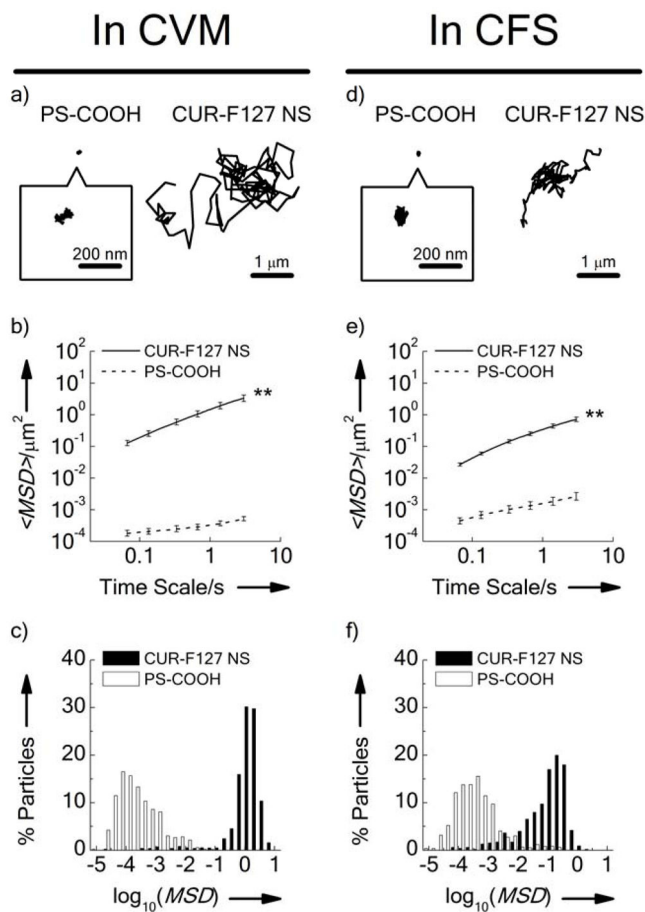 In CVM
In CFS
a)
PS-COOH CUR-F127 NS
200 nm
1 μm
d)
PS-COOH CUR-F127 NS
200 nm
1 μm
b)
CUR-F127 NS
PS-COOH
**
<MSD>/μm²
10²
10¹
10⁰
10⁻¹
10⁻²
10⁻³
10⁻⁴
0.1 1 10
Time Scale/s
e)
CUR-F127 NS
PS-COOH
**
<MSD>/μm²
10²
10¹
10⁰
10⁻¹
10⁻²
10⁻³
10⁻⁴
0.1 1 10
Time Scale/s
c)
CUR-F127 NS
PS-COOH
% Particles
40
30
20
10
0
-5 -4 -3 -2 -1 0 1
log₁₀(MSD)
f)
CUR-F127 NS
PS-COOH
% Particles
40
30
20
10
0
-5 -4 -3 -2 -1 0 1
log₁₀(MSD)